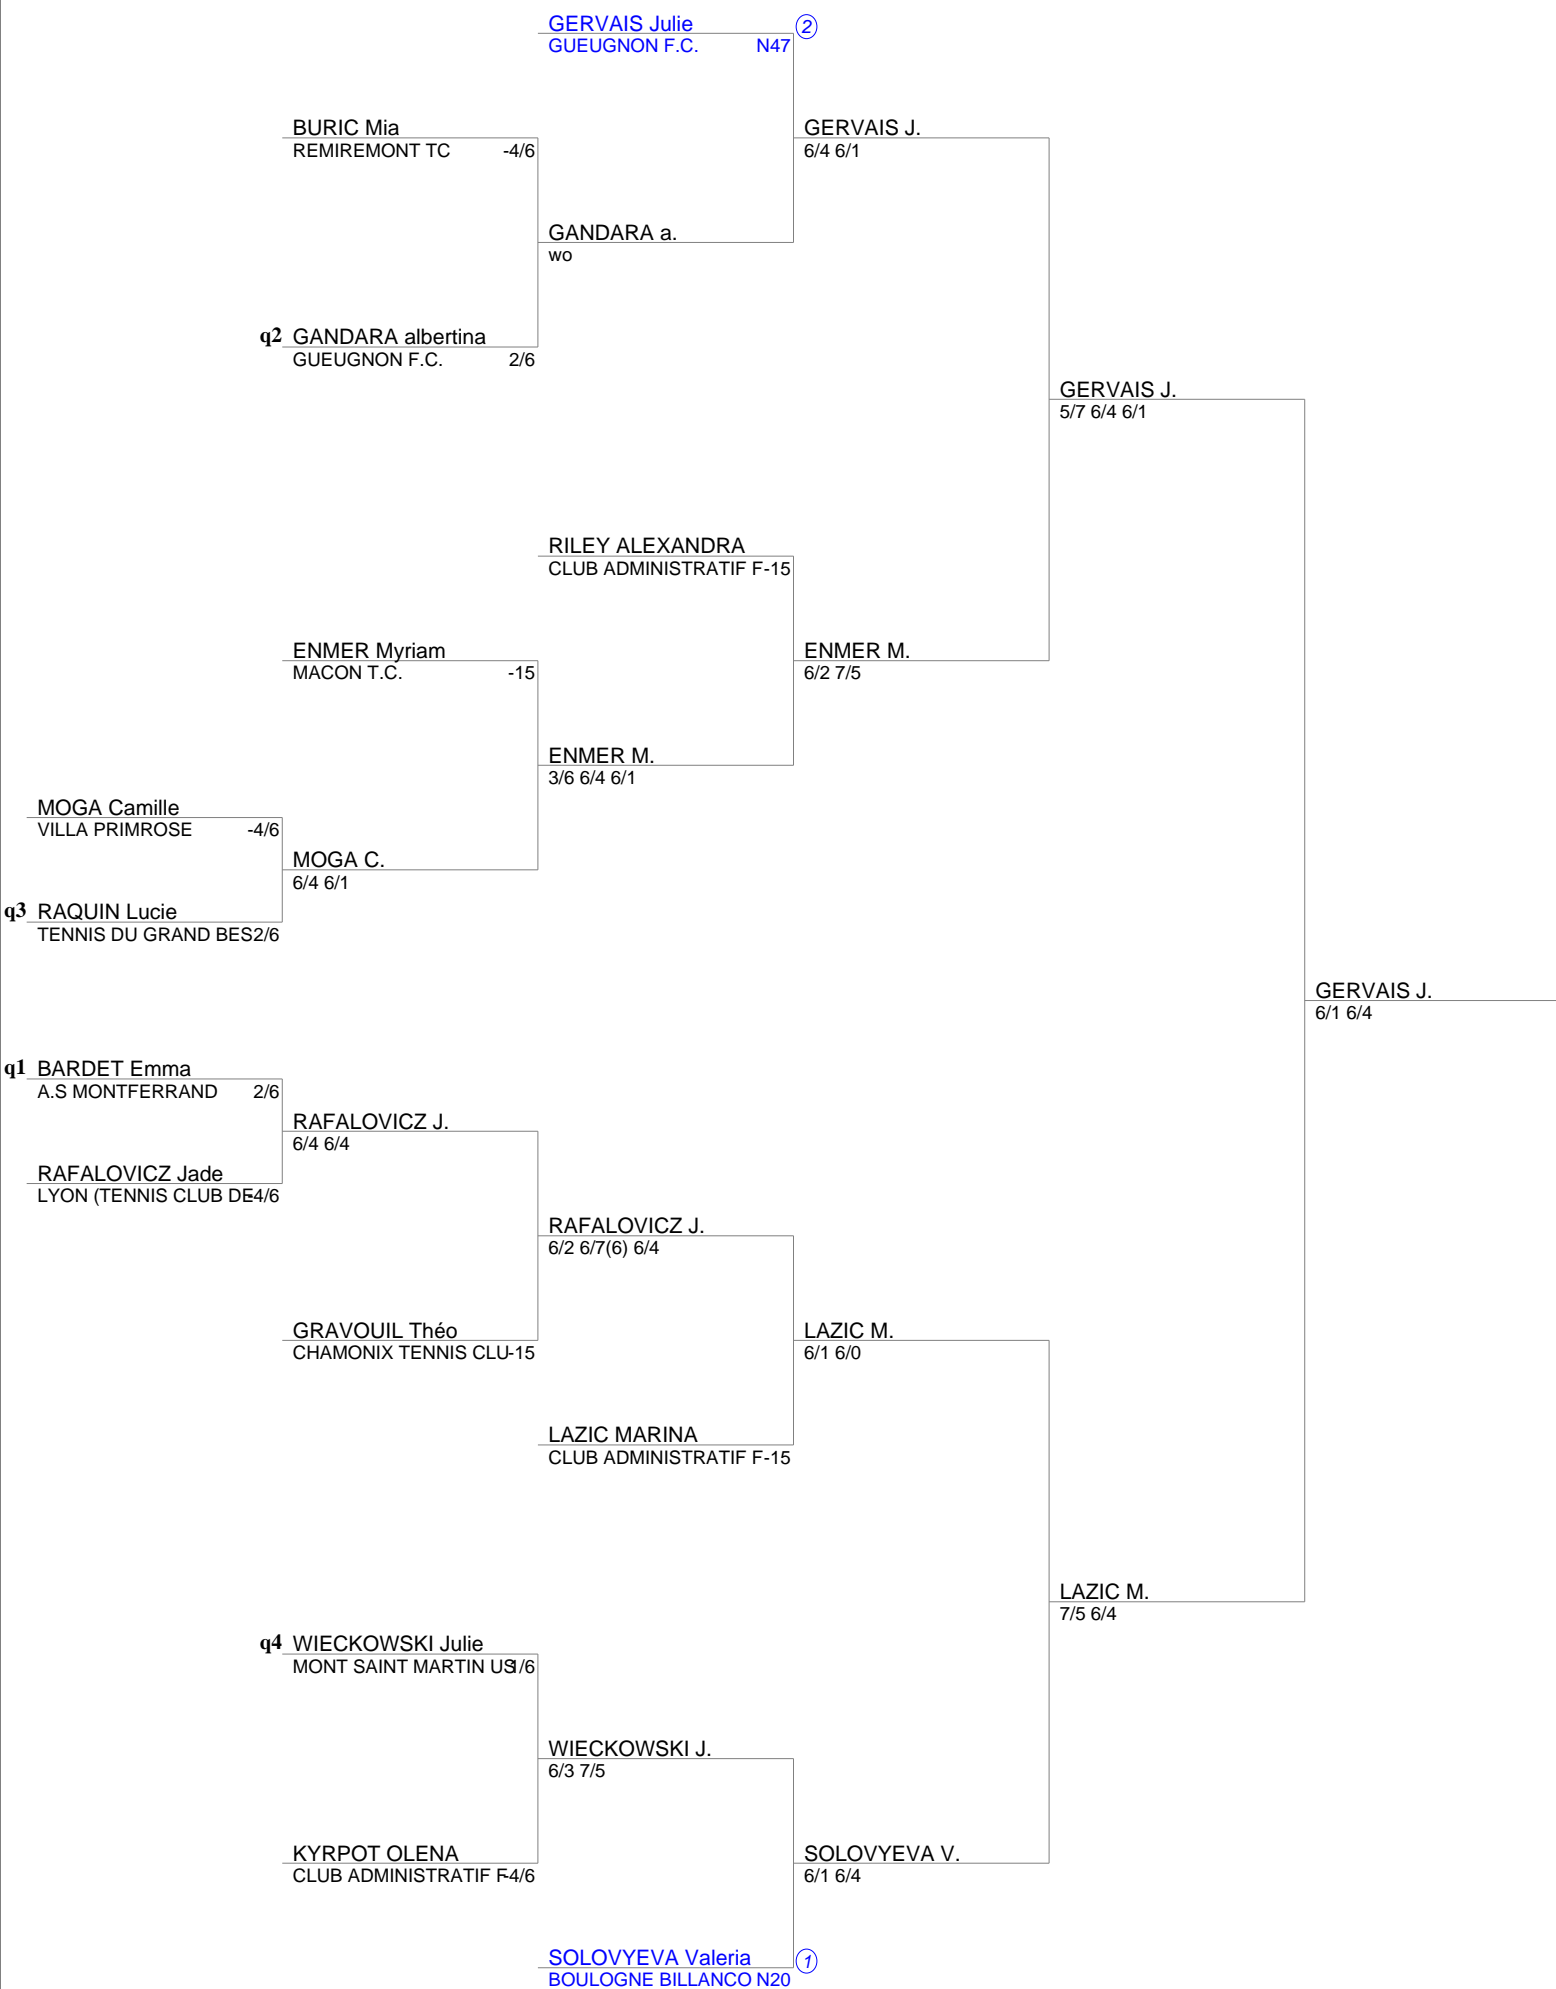 GERVAIS Julie 2
GUEUGNON F.C. N47
BURIC Mia
REMIREMONT TC -4/6
GERVAIS J.
6/4 6/1
GANDARA a.
wo
q2 GANDARA albertina
GUEUGNON F.C. 2/6
GERVAIS J.
5/7 6/4 6/1
RILEY ALEXANDRA
CLUB ADMINISTRATIF F-15
ENMER Myriam
MACON T.C. -15
ENMER M.
6/2 7/5
ENMER M.
3/6 6/4 6/1
MOGA Camille
VILLA PRIMROSE -4/6
MOGA C.
6/4 6/1
q3 RAQUIN Lucie
TENNIS DU GRAND BES2/6
GERVAIS J.
6/1 6/4
q1 BARDET Emma
A.S MONTFERRAND 2/6
RAFALOVICZ J.
6/4 6/4
RAFALOVICZ Jade
LYON (TENNIS CLUB DE-4/6
RAFALOVICZ J.
6/2 6/7(6) 6/4
GRAVOUIL Théo
CHAMONIX TENNIS CLU-15
LAZIC M.
6/1 6/0
LAZIC MARINA
CLUB ADMINISTRATIF F-15
LAZIC M.
7/5 6/4
q4 WIECKOWSKI Julie
MONT SAINT MARTIN US1/6
WIECKOWSKI J.
6/3 7/5
KYRPOT OLENA
CLUB ADMINISTRATIF F-4/6
SOLOVYEVA V.
6/1 6/4
SOLOVYEVA Valeria 1
BOULOGNE BILLANCO N20